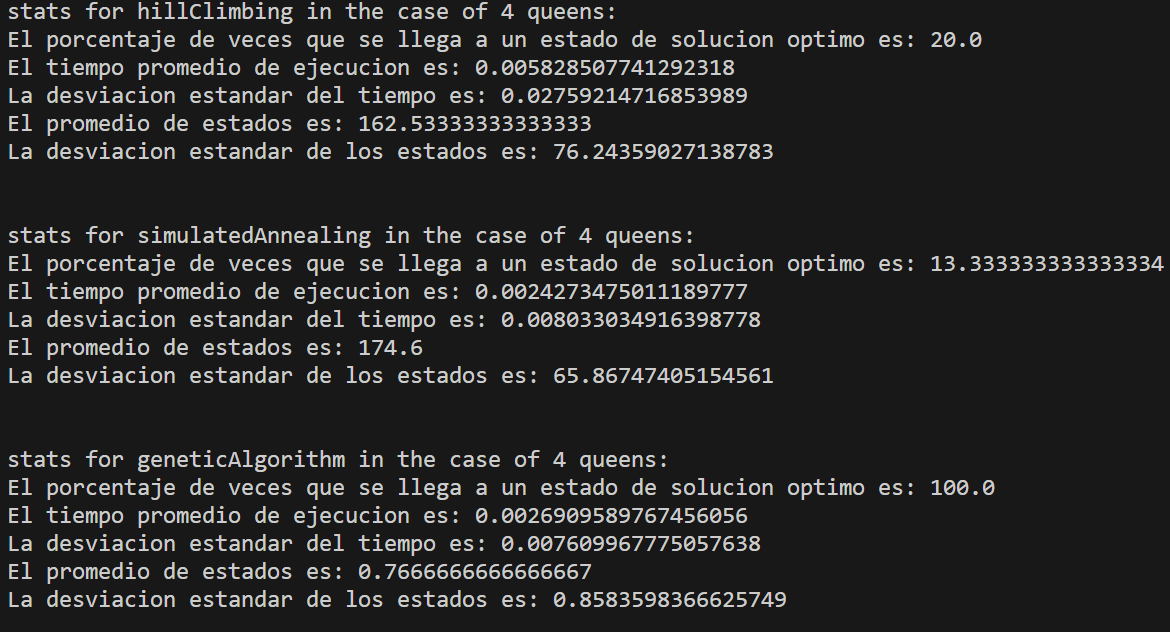 stats for hillClimbing in the case of 4 queens:
El porcentaje de veces que se llega a un estado de solucion optimo es: 20.0
El tiempo promedio de ejecucion es: 0.005828507741292318
La desviacion estandar del tiempo es: 0.02759214716853989
El promedio de estados es: 162.53333333333333
La desviacion estandar de los estados es: 76.24359027138783
stats for simulatedAnnealing in the case of 4 queens:
El porcentaje de veces que se llega a un estado de solucion optimo es: 13.333333333333334
El tiempo promedio de ejecucion es: 0.0024273475011189777
La desviacion estandar del tiempo es: 0.008033034916398778
El promedio de estados es: 174.6
La desviacion estandar de los estados es: 65.86747405154561
stats for geneticAlgorithm in the case of 4 queens:
El porcentaje de veces que se llega a un estado de solucion optimo es: 100.0
El tiempo promedio de ejecucion es: 0.0026909589767456056
La desviacion estandar del tiempo es: 0.007609967775057638
El promedio de estados es: 0.7666666666666667
La desviacion estandar de los estados es: 0.8583598366625749